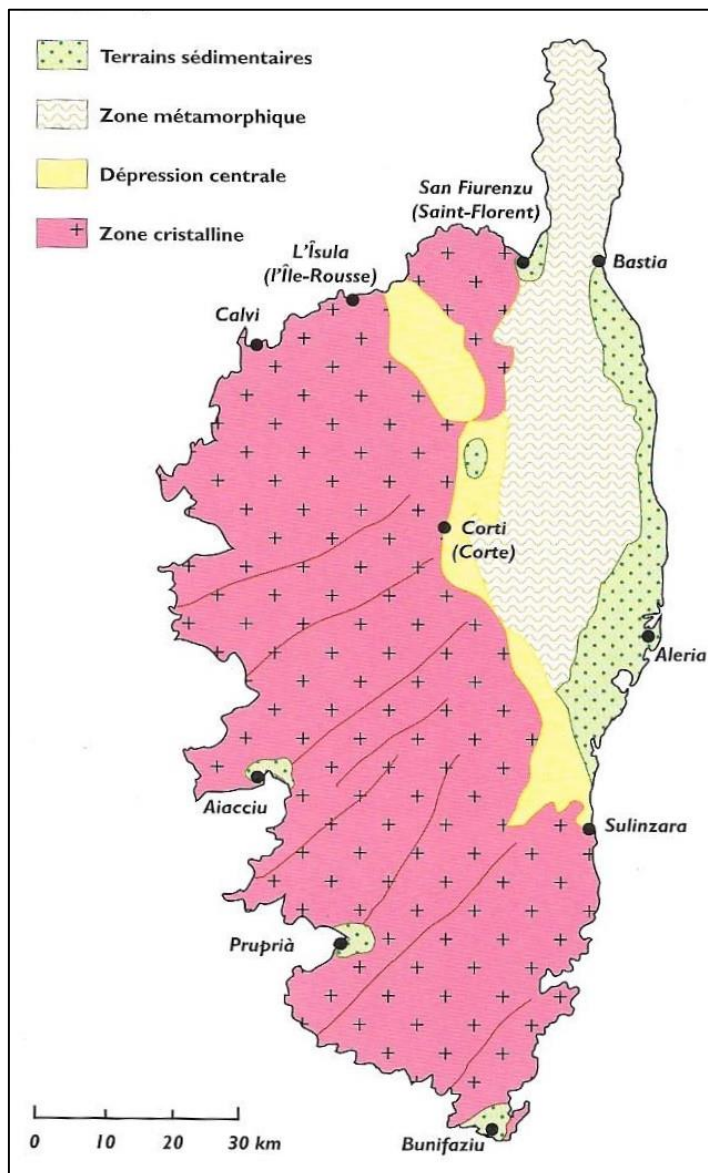 Terrains sédimentaires
Zone métamorphique
Dépression centrale
Zone cristalline
San Fiurenzu
(Saint-Florent)
Bastia
L'Îsula
(l'Île-Rousse)
Calvi
Corti
(Corte)
Aleria
Aiacciu
Sulinzara
Pruprià
Bunifaziu
0 10 20 30 km